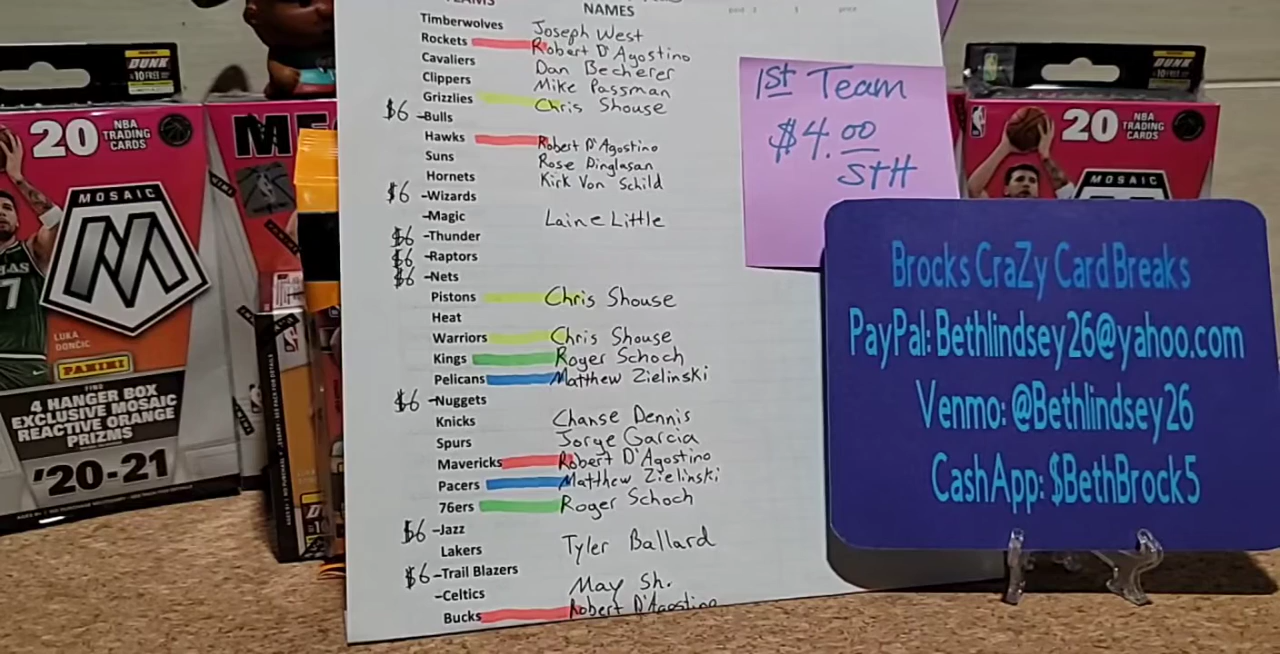 NAMES
Timberwolves Joseph West
Rockets Robert D'Agostino
Cavaliers Dan Becherer
Clippers Mike Passman
Grizzlies Chris Shouse
$6 -Bulls
Hawks Robert D'Agostino
Suns Rose Dinglasan
Hornets Kirk Von Schild
$6 -Wizards
-Magic Laine Little
$6 -Thunder
$6 -Raptors
$6 -Nets
Pistons Chris Shouse
Heat
Warriors Chris Shouse
Kings Roger Schoch
Pelicans Matthew Zielinski
$6 -Nuggets
Knicks Chanse Dennis
Spurs Jorge Garcia
Mavericks Robert D'Agostino
Pacers Matthew Zielinski
76ers Roger Schoch
$6 -Jazz
Lakers Tyler Ballard
$6 -Trail Blazers
-Celtics May Sh.
Bucks Robert D'Agostino
1st Team
$4.00
STH
Brocks CraZy Card Breaks
PayPal: Bethlindsey26@yahoo.com
Venmo: @Bethlindsey26
CashApp: $BethBrock5
DUNK
20 NBA TRADING CARDS
MOSAIC
LUKA DONČIĆ
PANINI
4 HANGER BOX
EXCLUSIVE MOSAIC
REACTIVE ORANGE
PRIZMS
'20-21
DUNK
20 NBA TRADING CARDS
MOSAIC